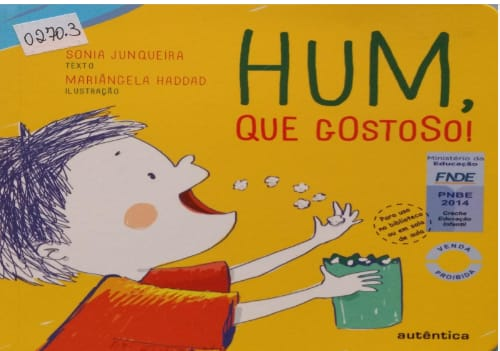 0270.3
SONIA JUNQUEIRA
TEXTO
MARIÂNGELA HADDAD
ILUSTRAÇÃO
HUM,
QUE GOSTOSO!
Ministério da
Educação
FNDE
PNBE
2014
Creche
Educação
Infantil
VENDA
PROIBIDA
Para uso
na biblioteca
ou em sala
de aula
autêntica